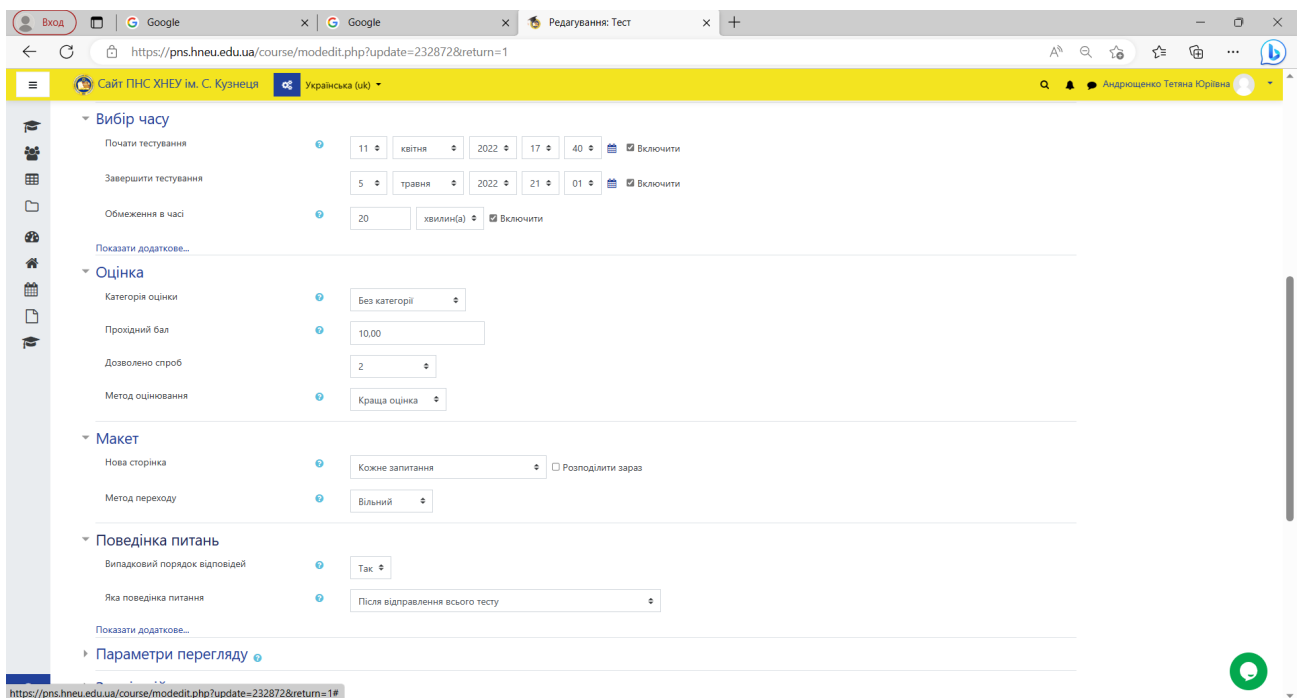 Вход Google Google Редагування: Тест
https://pns.hneu.edu.ua/course/modedit.php?update=232872&return=1
Сайт ПНС ХНЕУ ім. С. Кузнеця Українська (uk) Андрющенко Тетяна Юріївна
Вибір часу
Почати тестування 11 квітня 2022 17 40 Включити
Завершити тестування 5 травня 2022 21 01 Включити
Обмеження в часі 20 хвилин(а) Включити
Показати додаткове...
Оцінка
Категорія оцінки Без категорії
Прохідний бал 10,00
Дозволено спроб 2
Метод оцінювання Краща оцінка
Макет
Нова сторінка Кожне запитання Розподілити зараз
Метод переходу Вільний
Поведінка питань
Випадковий порядок відповідей Так
Яка поведінка питання Після відправлення всього тесту
Показати додаткове...
Параметри перегляду
https://pns.hneu.edu.ua/course/modedit.php?update=232872&return=1#